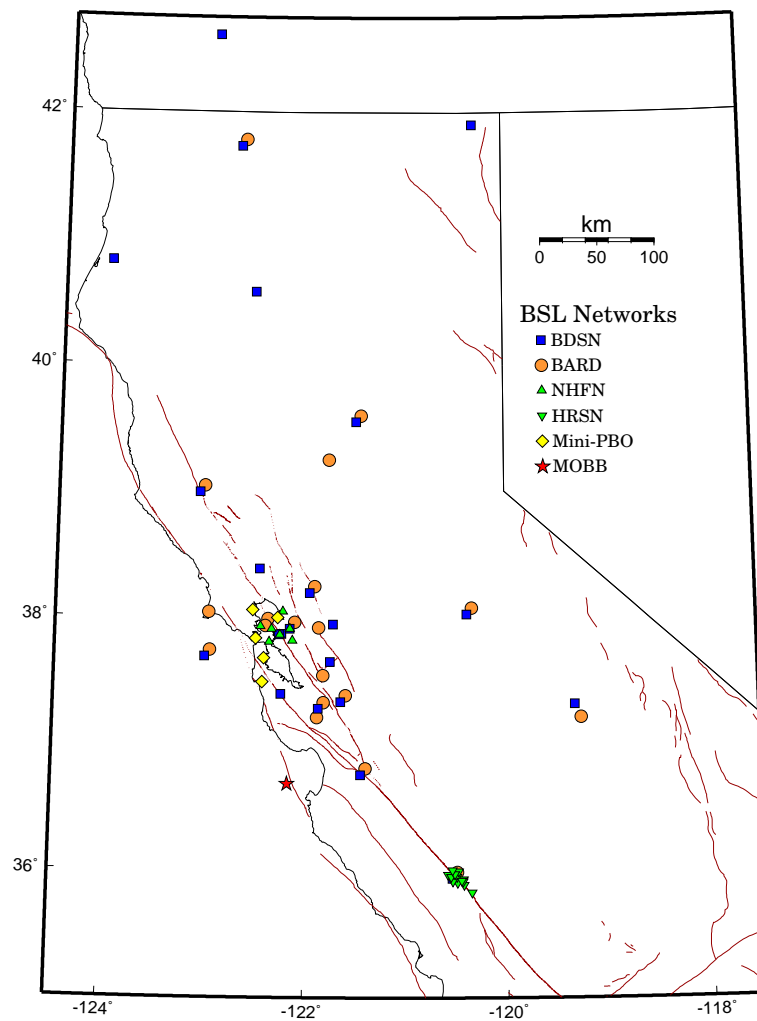 42°
km
0 50 100
BSL Networks
BDSN
40°
BARD
NHFN
HRSN
Mini-PBO
MOBB
38°
36°
-124
-122
-120
-118